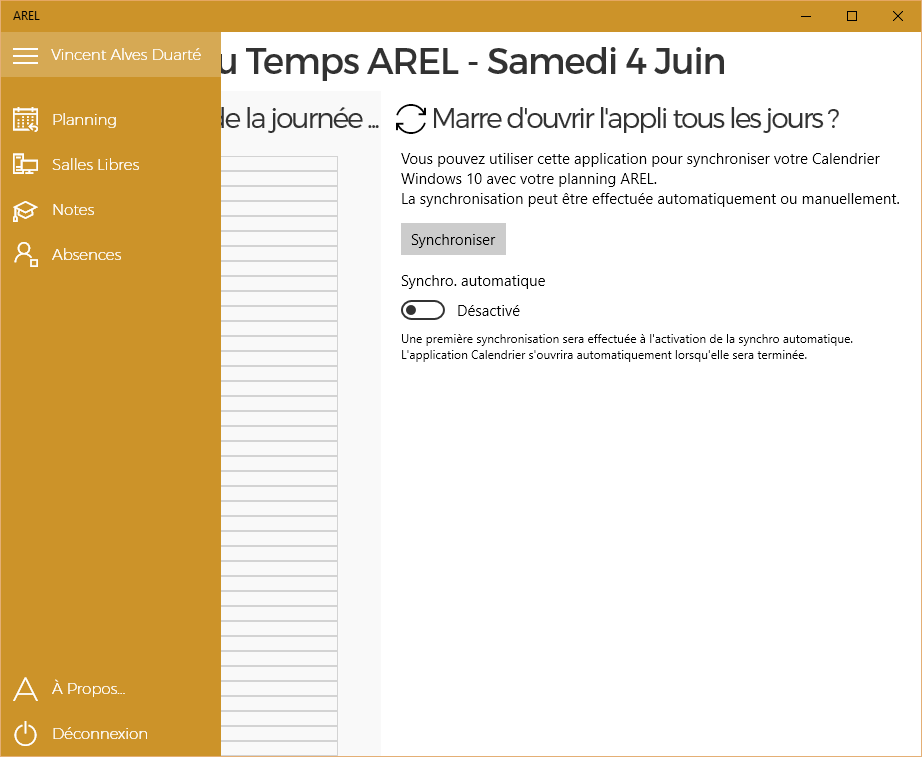 AREL
Vincent Alves Duarté
u Temps AREL - Samedi 4 Juin
Planning
Salles Libres
Notes
Absences
de la journée ...
Marre d'ouvrir l'appli tous les jours ?
Vous pouvez utiliser cette application pour synchroniser votre Calendrier
Windows 10 avec votre planning AREL.
La synchronisation peut être effectuée automatiquement ou manuellement.
Synchroniser
Synchro. automatique
Désactivé
Une première synchronisation sera effectuée à l'activation de la synchro automatique.
L'application Calendrier s'ouvrira automatiquement lorsqu'elle sera terminée.
À Propos...
Déconnexion